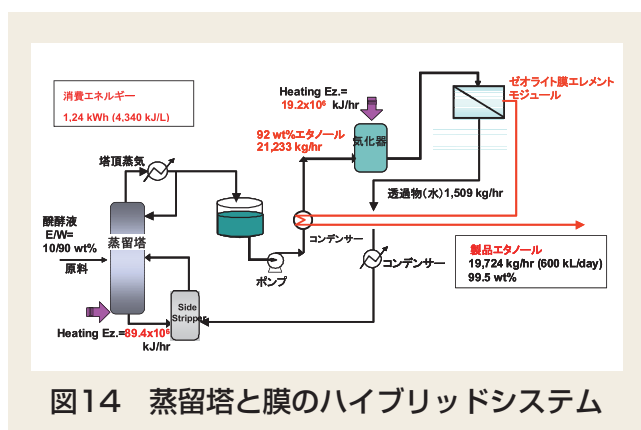 消費エネルギー
1,24 kWh (4,340 kJ/L)
Heating Ez.=
19.2x10⁶ kJ/hr
ゼオライト膜エレメント
モジュール
92 wt%エタノール
21,233 kg/hr
気化器
塔頂蒸気
透過物(水)1,509 kg/hr
醗酵液
E/W=
10/90 wt%
原料
蒸留塔
コンデンサー
ポンプ
コンデンサー
製品エタノール
19,724 kg/hr (600 kL/day)
99.5 wt%
Side
Stripper
Heating Ez.=89.4x10⁶
kJ/hr
図14 蒸留塔と膜のハイブリッドシステム